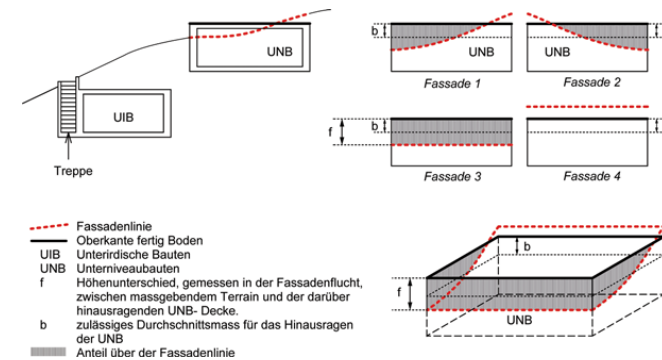 UNB
UIB
Treppe
b
UNB
Fassade 1
UNB
b
Fassade 2
f
b
Fassade 3
b
Fassade 4
Fassadenlinie
Oberkante fertig Boden
UIB Unterirdische Bauten
UNB Unterniveaubauten
f Höhenunterschied, gemessen in der Fassadenflucht,
zwischen massgebendem Terrain und der darüber
hinausragenden UNB- Decke.
b zulässiges Durchschnittsmass für das Hinausragen
der UNB
Anteil über der Fassadenlinie
b
f
UNB